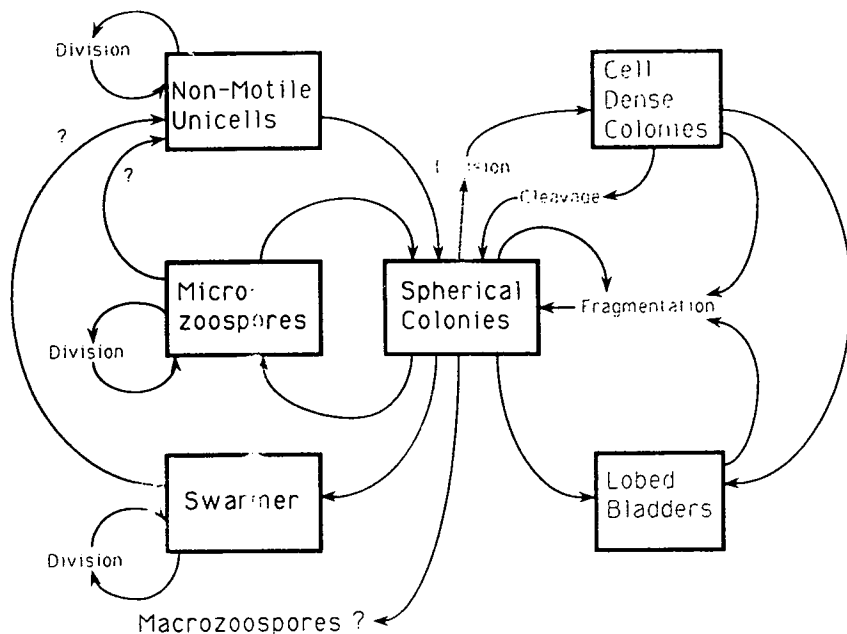 Division
Non-Motile
Unicells
?
?
Cell
Dense
Colonies
Cleavage
Micro-
zoospores
Division
Spherical
Colonies
Fragmentation
Swarmer
Division
Lobed
Bladders
Macrozoospores ?